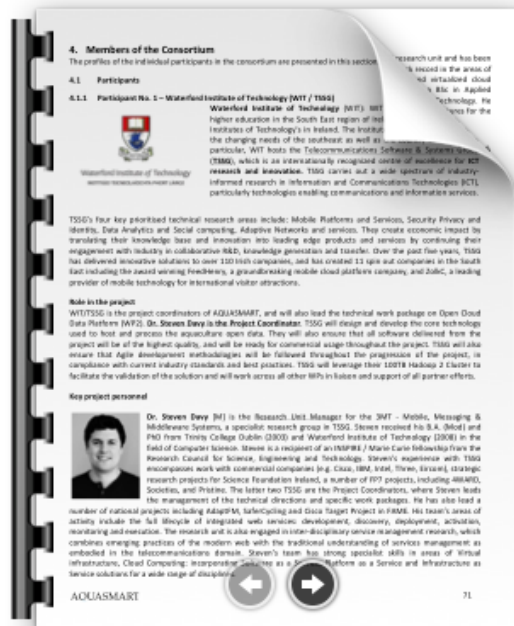 4. Members of the Consortium
The profiles of the individual participants in the consortium are presented in this section
research unit and has been
record in the areas of
virtualized cloud
BSc in Applied
Technology. He
for the
4.1 Participants
4.1.1 Participant No. 1 – Waterford Institute of Technology (WIT / TSSG)
Waterford Institute of Technology (WIT): WIT
higher education in the South East region of
Institutes of Technology's in Ireland. The
the changing needs of the southeast as well as
particular, WIT hosts the Telecommunications Software & Systems
(TSSG), which is an internationally recognized centre of excellence for ICT
research and innovation. TSSG carries out a wide spectrum of industry-
informed research in Information and Communications Technologies (ICT),
particularly technologies enabling communications and information services.
Waterford Institute of Technology
TSSG's four key prioritised technical research areas include: Mobile Platforms and Services, Security Privacy and
Identity, Data Analytics and Social computing, Adaptive Networks and services. They create economic impact by
translating their knowledge base and innovation into leading edge products and services by continuing their
engagement with industry in collaborative R&D, knowledge generation and transfer. Over the past five years, TSSG
has delivered innovative solutions to over 110 Irish companies, and has created 11 spin out companies in the South
East including the award winning FeedHenry, a groundbreaking mobile cloud platform company, and ZolkC, a leading
provider of mobile technology for international visitor attractions.
Role in the project
WIT/TSSG is the project coordinators of AQUASMART, and will also lead the technical work package on Open Cloud
Data Platform (WP2). Dr. Steven Davy is the Project Coordinator. TSSG will design and develop the core technology
used to host and process the aquaculture open data. They will also ensure that all software delivered from the
project will be of the highest quality, and will be ready for commercial usage throughout the project. TSSG will also
ensure that Agile development methodologies will be followed throughout the progression of the project, in
compliance with current industry standards and best practices. TSSG will leverage their 100TB Hadoop 2 Cluster to
facilitate the validation of the solution and will work across all other WPs in liaison and support of all partner efforts.
Key project personnel
Dr. Steven Davy (M) is the Research Unit Manager for the 3MT - Mobile, Messaging &
Middleware Systems, a specialist research group in TSSG. Steven received his B.A. (Mod) and
PhD from Trinity College Dublin (2003) and Waterford Institute of Technology (2008) in the
field of Computer Science. Steven is a recipient of an INSPIRE / Marie Curie fellowship from the
Research Council for Science, Engineering and Technology. Steven's experience with TSSG
encompasses work with commercial companies (e.g. Cisco, IBM, Intel, Three, Eircom), strategic
research projects for Science Foundation Ireland, a number of FP7 projects, including AWARE,
Societies, and Pristine. The latter two TSSG are the Project Coordinators, where Steven leads
the management of the technical directions and specific work packages. He has also lead a
number of national projects including AdaptFM, SaferCycling and Cisco Target Project in FAME. His team's areas of
activity include the full lifecycle of integrated web services: development, discovery, deployment, activation,
monitoring and execution. The research unit is also engaged in inter-disciplinary service management research, which
combines emerging practices of the modern web with the traditional understanding of services management as
embodied in the telecommunications domain. Steven's team has strong specialist skills in areas of Virtual
Infrastructure, Cloud Computing: incorporating as a Platform as a Service and Infrastructure as
Service solutions for a wide range of disciplines.
AQUASMART
71